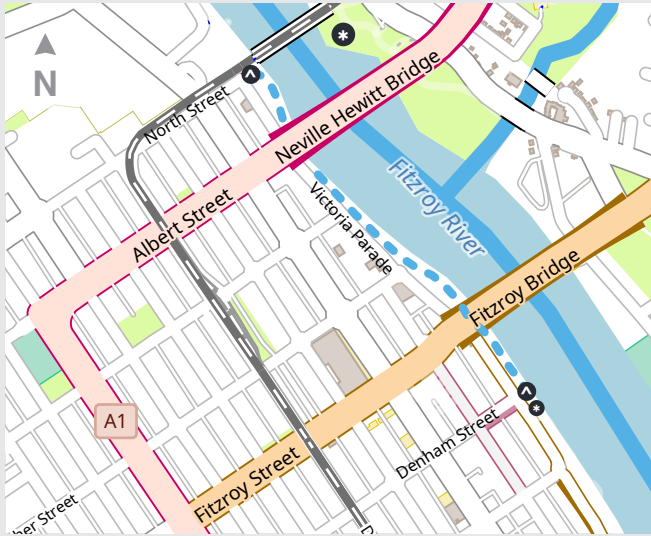 N
North Street
Neville Hewitt Bridge
Fitzroy River
Victoria Parade
Albert Street
Fitzroy Bridge
A1
Denham Street
Fitzroy Street